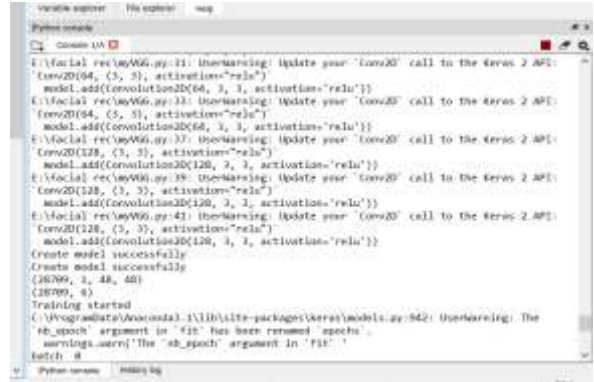 Variable explorer File explorer Help
IPython console
Console 1/A
E:\facial rec\myVGG.py:31: UserWarning: Update your `Conv2D` call to the Keras 2 API:
`Conv2D(64, (3, 3), activation="relu")`
model.add(Convolution2D(64, 3, 3, activation='relu'))
E:\facial rec\myVGG.py:33: UserWarning: Update your `Conv2D` call to the Keras 2 API:
`Conv2D(64, (3, 3), activation="relu")`
model.add(Convolution2D(64, 3, 3, activation='relu'))
E:\facial rec\myVGG.py:37: UserWarning: Update your `Conv2D` call to the Keras 2 API:
`Conv2D(128, (3, 3), activation="relu")`
model.add(Convolution2D(128, 3, 3, activation='relu'))
E:\facial rec\myVGG.py:39: UserWarning: Update your `Conv2D` call to the Keras 2 API:
`Conv2D(128, (3, 3), activation="relu")`
model.add(Convolution2D(128, 3, 3, activation='relu'))
E:\facial rec\myVGG.py:41: UserWarning: Update your `Conv2D` call to the Keras 2 API:
`Conv2D(128, (3, 3), activation="relu")`
model.add(Convolution2D(128, 3, 3, activation='relu'))
Create model successfully
Create model successfully
(28709, 1, 48, 48)
(28709, 6)
Training started
C:\ProgramData\Anaconda3.1\lib\site-packages\keras\models.py:942: UserWarning: The
`nb_epoch` argument in `fit` has been renamed `epochs`.
warnings.warn('The `nb_epoch` argument in `fit` '
batch 0
IPython console History log